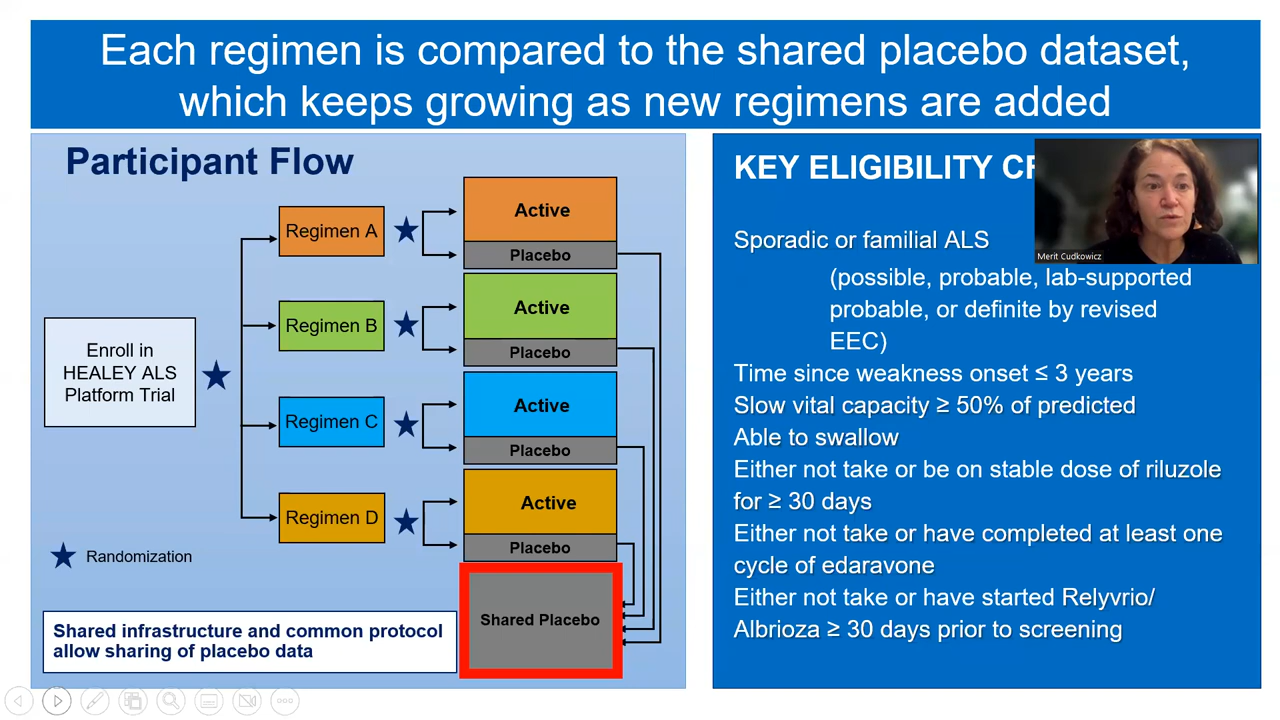 Each regimen is compared to the shared placebo dataset,
which keeps growing as new regimens are added
Participant Flow
Enroll in
HEALEY ALS
Platform Trial
Regimen A
Regimen B
Regimen C
Regimen D
Active
Placebo
Active
Placebo
Active
Placebo
Active
Placebo
Shared Placebo
Randomization
Shared infrastructure and common protocol
allow sharing of placebo data
KEY ELIGIBILITY
Merit Cudkowicz
Sporadic or familial ALS
(possible, probable, lab-supported
probable, or definite by revised
EEC)
Time since weakness onset ≤ 3 years
Slow vital capacity ≥ 50% of predicted
Able to swallow
Either not take or be on stable dose of riluzole
for ≥ 30 days
Either not take or have completed at least one
cycle of edaravone
Either not take or have started Relyvrio/
Albrioza ≥ 30 days prior to screening